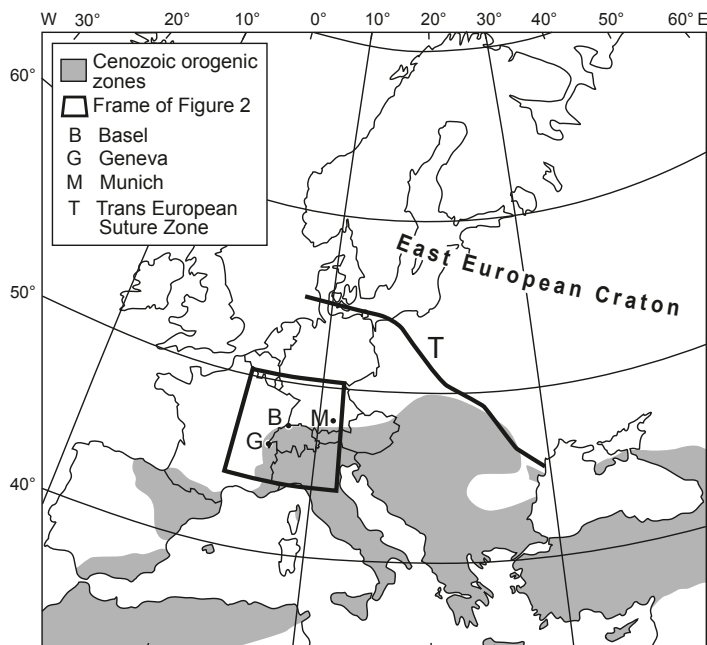 W 30° 20° 10° 0° 10° 20° 30° 50° 60° E
60°
50°
40°
Cenozoic orogenic
zones
Frame of Figure 2
B Basel
G Geneva
M Munich
T Trans European
Suture Zone
East European Craton
T
B
M
G